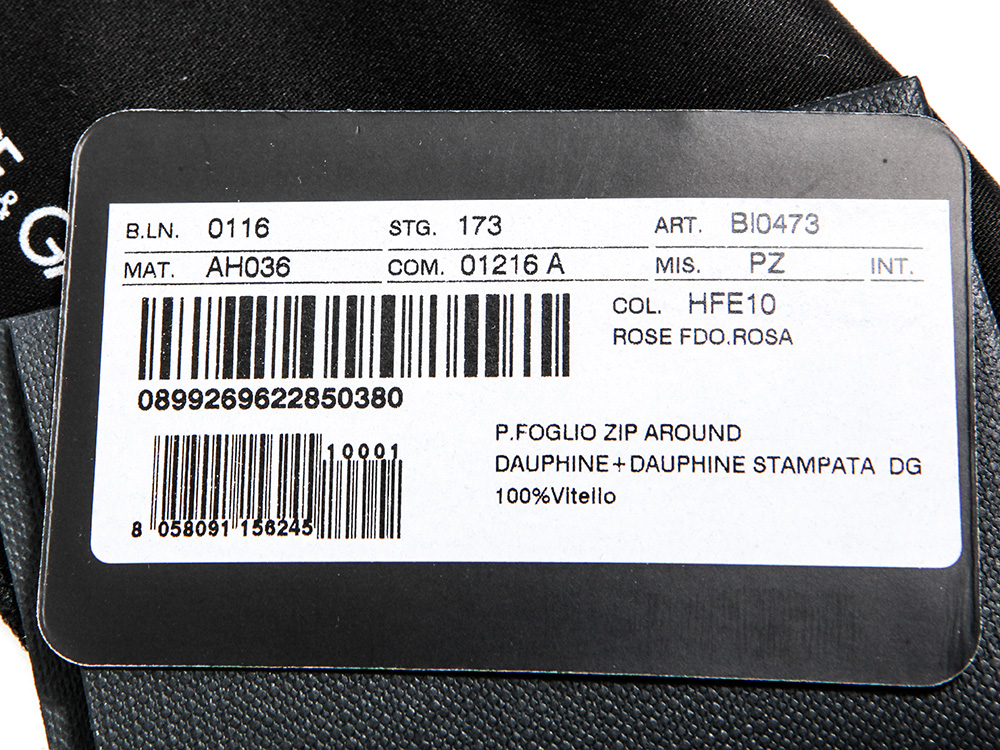 E
& G
B.LN. 0116 STG. 173 ART. BI0473
MAT. AH036 COM. 01216 A MIS. PZ INT.
COL. HFE10
ROSE FDO.ROSA
0899269622850380
P.FOGLIO ZIP AROUND
DAUPHINE+DAUPHINE STAMPATA DG
100%Vitello
10001
8 058091 156245